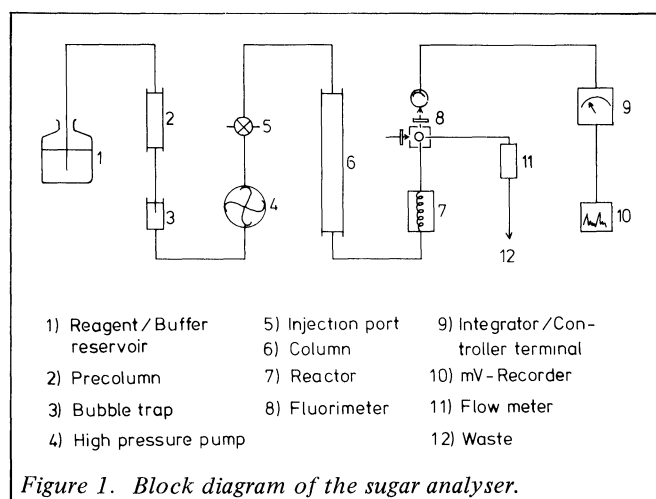 1
2
3
4
5
6
7
8
9
10
11
12
1) Reagent/Buffer
reservoir
2) Precolumn
3) Bubble trap
4) High pressure pump
5) Injection port
6) Column
7) Reactor
8) Fluorimeter
9) Integrator/Con-
troller terminal
10) mV-Recorder
11) Flow meter
12) Waste
Figure 1. Block diagram of the sugar analyser.